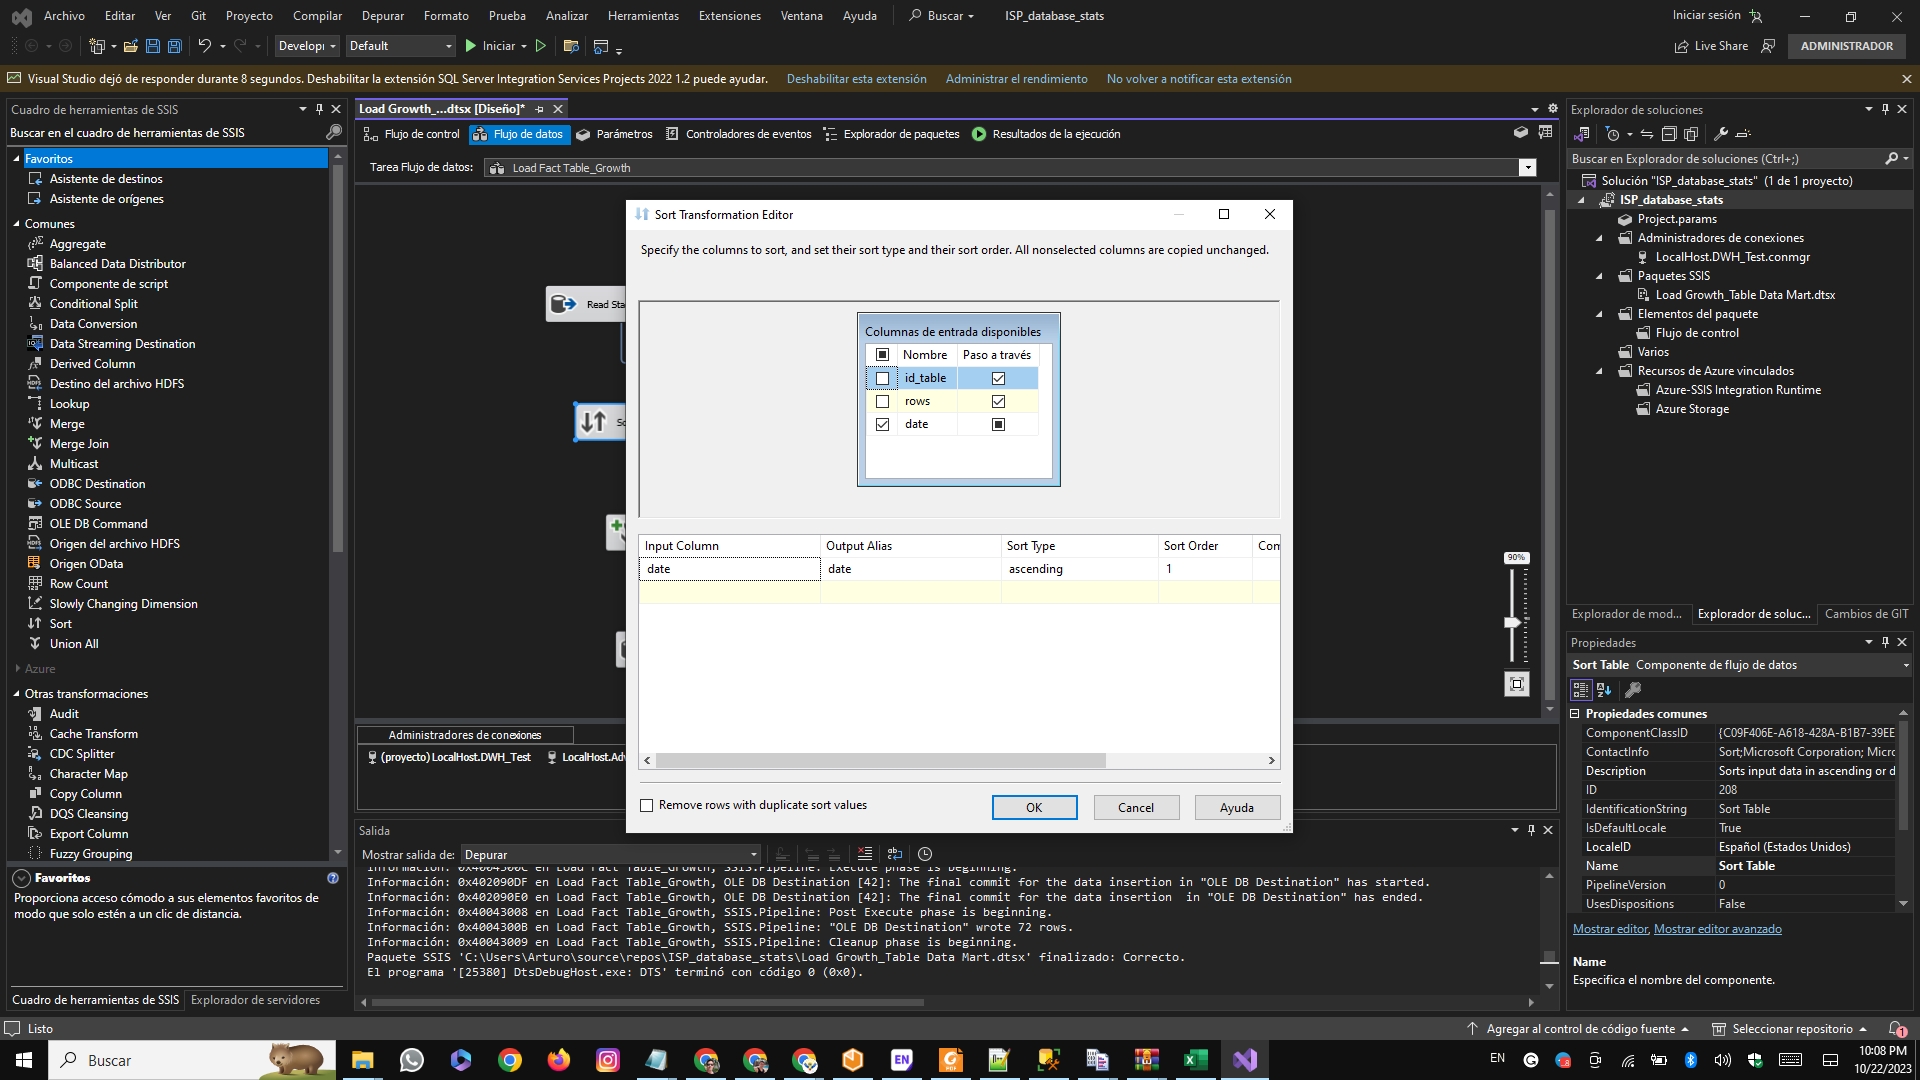 Archivo Editar Ver Git Proyecto Compilar Depurar Formato Prueba Analizar Herramientas Extensiones Ventana Ayuda Buscar ISP_database_stats Iniciar sesión
Default Iniciar Live Share ADMINISTRADOR
Visual Studio dejó de responder durante 8 segundos. Deshabilitar la extensión SQL Server Integration Services Projects 2022 1.2 puede ayudar. Deshabilitar esta extensión Administrar el rendimiento No volver a notificar esta extensión
Cuadro de herramientas de SSIS
Buscar en el cuadro de herramientas de SSIS
Favoritos
Asistente de destinos
Asistente de orígenes
Comunes
Aggregate
Balanced Data Distributor
Componente de script
Conditional Split
Data Conversion
Data Streaming Destination
Derived Column
Destino del archivo HDFS
Lookup
Merge
Merge Join
Multicast
ODBC Destination
ODBC Source
OLE DB Command
Origen del archivo HDFS
Origen OData
Row Count
Slowly Changing Dimension
Sort
Union All
Azure
Otras transformaciones
Audit
Cache Transform
CDC Splitter
Character Map
Copy Column
DQS Cleansing
Export Column
Fuzzy Grouping
Favoritos
Proporciona acceso cómodo a sus elementos favoritos de
modo que solo estén a un clic de distancia.
Cuadro de herramientas de SSIS Explorador de servidores
Load Growth_...dtsx [Diseño]*
Flujo de control Flujo de datos Parámetros Controladores de eventos Explorador de paquetes Resultados de la ejecución
Tarea Flujo de datos: Load Fact Table_Growth
Read Sta
So
Sort Transformation Editor
Specify the columns to sort, and set their sort type and their sort order. All nonselected columns are copied unchanged.
Columnas de entrada disponibles
Nombre Paso a través
id_table
rows
date
Input Column Output Alias Sort Type Sort Order Com
date date ascending 1
Remove rows with duplicate sort values OK Cancel Ayuda
90%
Administradores de conexiones
(proyecto) LocalHost.DWH_Test LocalHost.Adv
Salida
Mostrar salida de: Depurar
Información: 0x4004300C en Load Fact Table_Growth, SSIS.Pipeline: Execute phase is beginning.
Información: 0x402090DF en Load Fact Table_Growth, OLE DB Destination [42]: The final commit for the data insertion in "OLE DB Destination" has started.
Información: 0x402090E0 en Load Fact Table_Growth, OLE DB Destination [42]: The final commit for the data insertion  in "OLE DB Destination" has ended.
Información: 0x40043008 en Load Fact Table_Growth, SSIS.Pipeline: Post Execute phase is beginning.
Información: 0x4004300B en Load Fact Table_Growth, SSIS.Pipeline: "OLE DB Destination" wrote 72 rows.
Información: 0x40043009 en Load Fact Table_Growth, SSIS.Pipeline: Cleanup phase is beginning.
Paquete SSIS 'C:\Users\Arturo\source\repos\ISP_database_stats\Load Growth_Table Data Mart.dtsx' finalizado: Correcto.
El programa '[25380] DtsDebugHost.exe: DTS' terminó con código 0 (0x0).
Explorador de soluciones
Buscar en Explorador de soluciones (Ctrl+;)
Solución "ISP_database_stats" (1 de 1 proyecto)
ISP_database_stats
Project.params
Administradores de conexiones
LocalHost.DWH_Test.conmgr
Paquetes SSIS
Load Growth_Table Data Mart.dtsx
Elementos del paquete
Flujo de control
Varios
Recursos de Azure vinculados
Azure-SSIS Integration Runtime
Azure Storage
Explorador de mod... Explorador de soluc... Cambios de GIT
Propiedades
Sort Table Componente de flujo de datos
Propiedades comunes
ComponentClassID {C09F406E-A618-428A-B1B7-39EE
ContactInfo Sort;Microsoft Corporation; Micro
Description Sorts input data in ascending or d
ID 208
IdentificationString Sort Table
IsDefaultLocale True
LocaleID Español (Estados Unidos)
Name Sort Table
PipelineVersion 0
UsesDispositions False
Mostrar editor, Mostrar editor avanzado
Name
Especifica el nombre del componente.
Listo Agregar al control de código fuente Seleccionar repositorio 1
Buscar EN EN 10:08 PM
10/22/2023